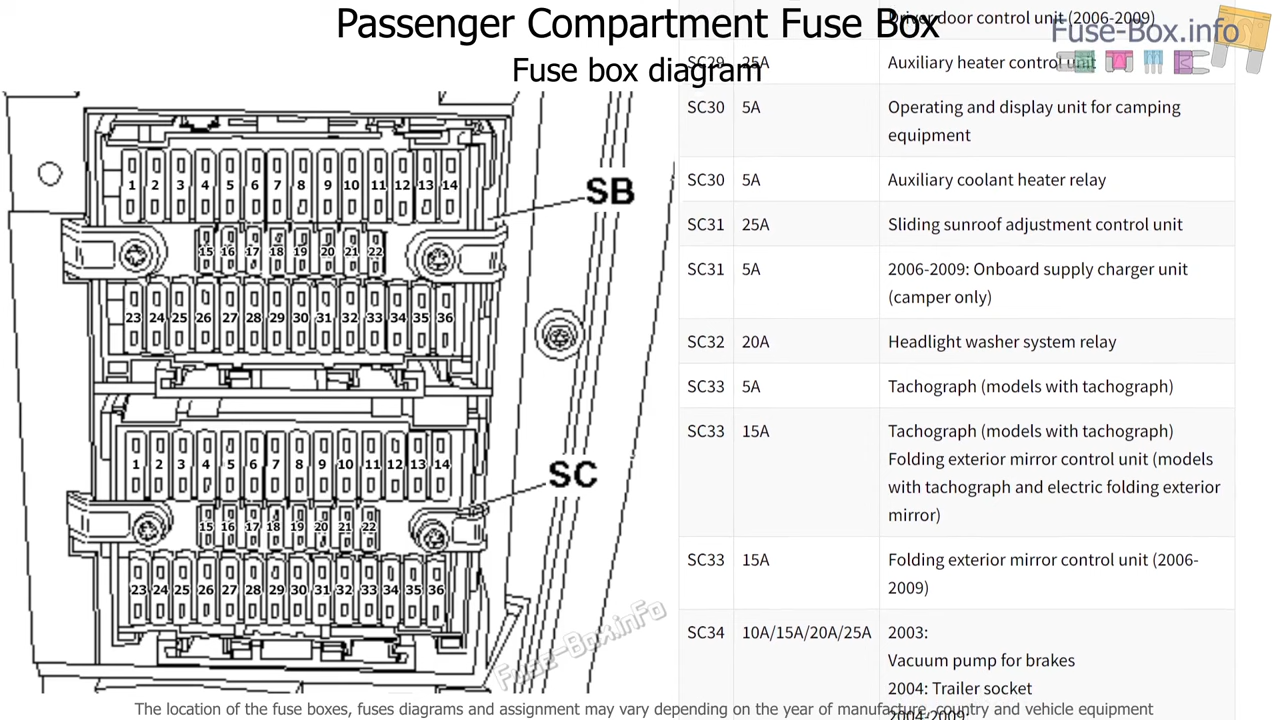 Passenger Compartment Fuse Box
Fuse box diagram
Fuse-Box.info
SB
1 2 3 4 5 6 7 8 9 10 11 12 13 14
15 16 17 18 19 20 21 22
23 24 25 26 27 28 29 30 31 32 33 34 35 36
SC
1 2 3 4 5 6 7 8 9 10 11 12 13 14
15 16 17 18 19 20 21 22
23 24 25 26 27 28 29 30 31 32 33 34 35 36
Fuse-Box.inFo
Driver door control unit (2006-2009)
SC29 25A Auxiliary heater control unit
SC30 5A Operating and display unit for camping
equipment
SC30 5A Auxiliary coolant heater relay
SC31 25A Sliding sunroof adjustment control unit
SC31 5A 2006-2009: Onboard supply charger unit
(camper only)
SC32 20A Headlight washer system relay
SC33 5A Tachograph (models with tachograph)
SC33 15A Tachograph (models with tachograph)
Folding exterior mirror control unit (models
with tachograph and electric folding exterior
mirror)
SC33 15A Folding exterior mirror control unit (2006-
2009)
SC34 10A/15A/20A/25A 2003:
Vacuum pump for brakes
2004: Trailer socket
2004-2009:
The location of the fuse boxes, fuses diagrams and assignment may vary depending on the year of manufacture, country and vehicle equipment